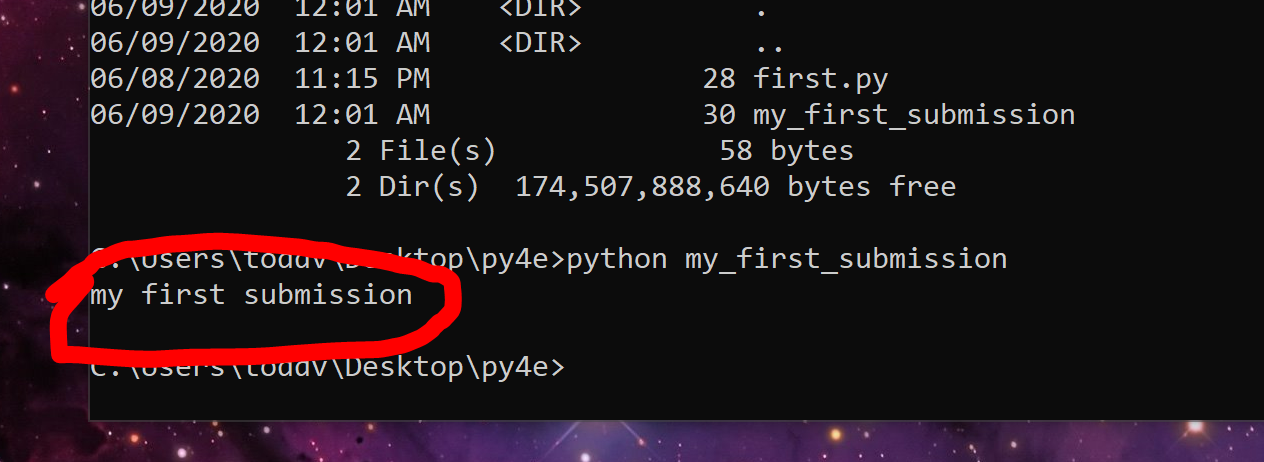 06/09/2020 12:01 AM <DIR> .
06/09/2020 12:01 AM <DIR> ..
06/08/2020 11:15 PM 28 first.py
06/09/2020 12:01 AM 30 my_first_submission
2 File(s) 58 bytes
2 Dir(s) 174,507,888,640 bytes free
C:\Users\toddv\Desktop\py4e>python my_first_submission
my first submission
C:\Users\toddv\Desktop\py4e>